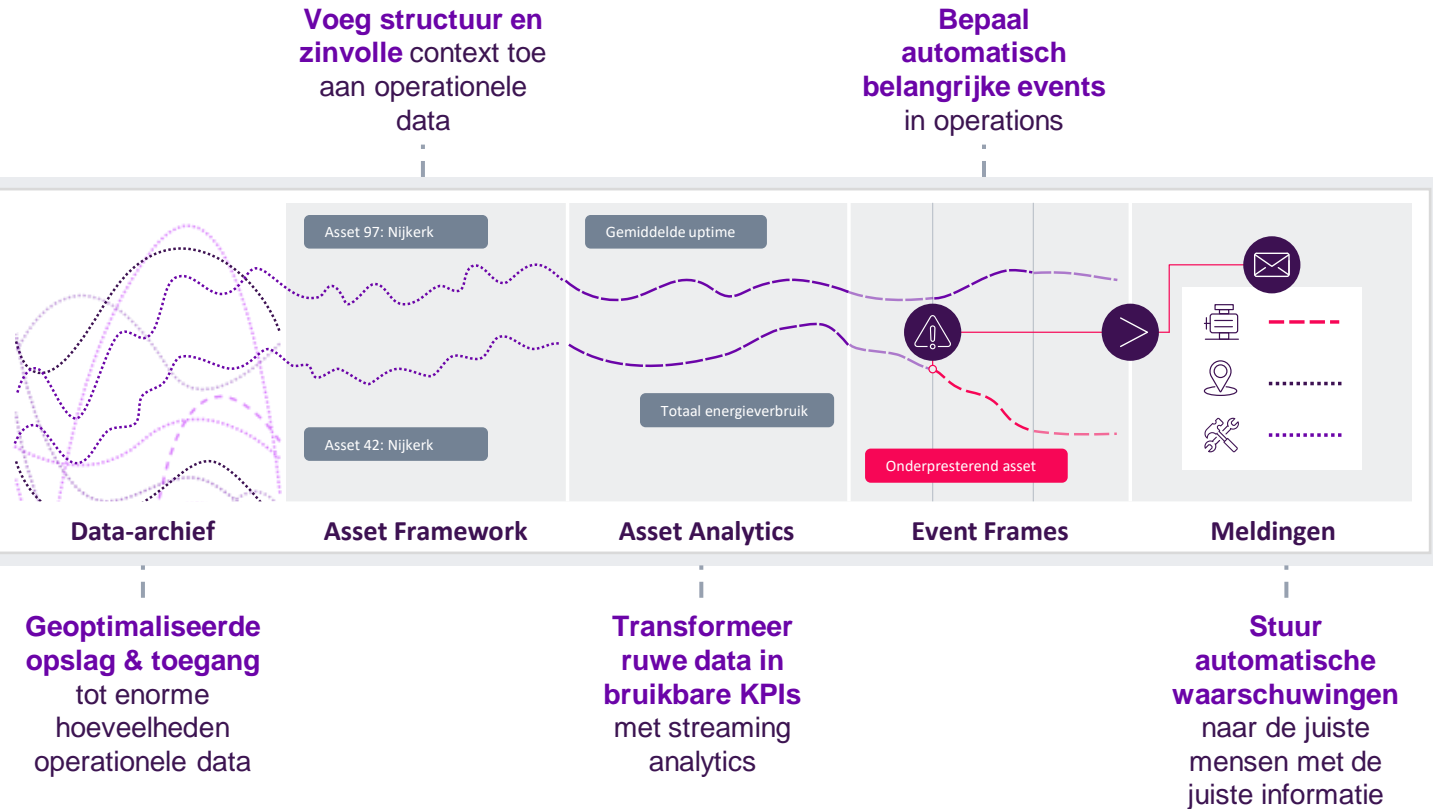 Voeg structuur en
zinvolle context toe
aan operationele
data
Bepaal
automatisch
belangrijke events
in operations
Asset 97: Nijkerk
Gemiddelde uptime
Totaal energieverbruik
Asset 42: Nijkerk
Onderpresterend asset
Data-archief
Asset Framework
Asset Analytics
Event Frames
Meldingen
Geoptimaliseerde
opslag & toegang
tot enorme
hoeveelheden
operationele data
Transformeer
ruwe data in
bruikbare KPIs
met streaming
analytics
Stuur
automatische
waarschuwingen
naar de juiste
mensen met de
juiste informatie